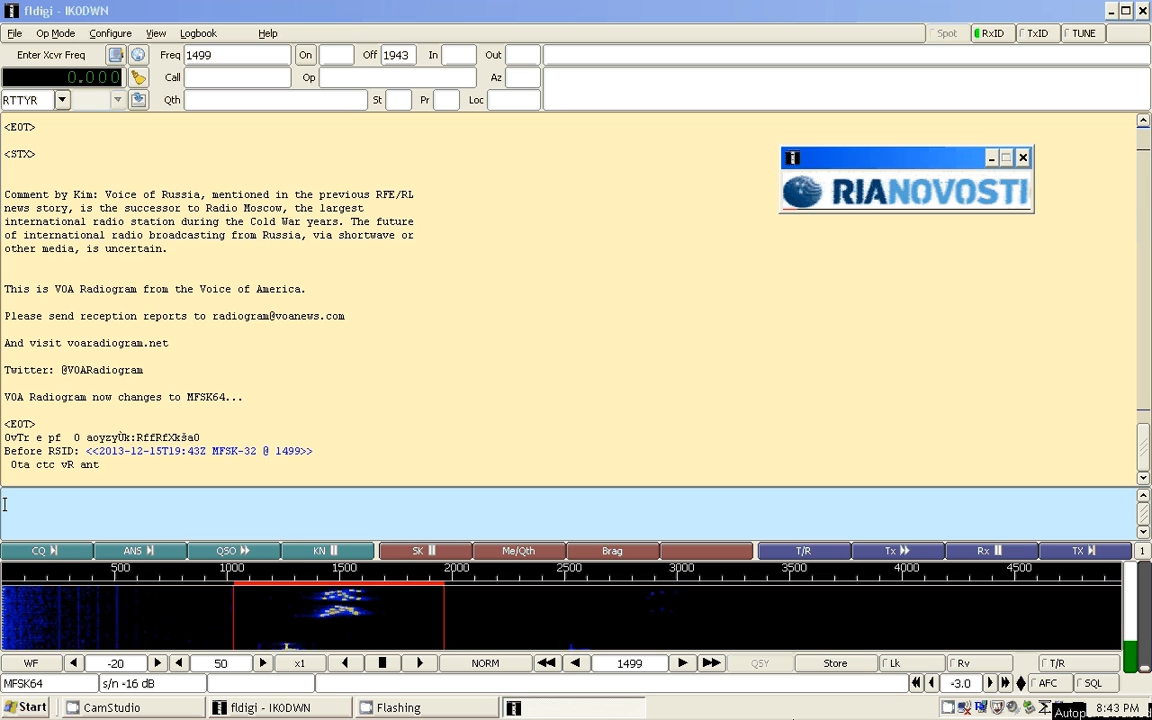 fldigi - IK0DWN
File Op Mode Configure View Logbook Help Spot RxID TxID TUNE
Enter Xcvr Freq Freq 1499 On Off 1943 In Out
0.000 Call Op Az
RTTYR Qth St Pr Loc
<EOT>
<STX>
RIANOVOSTI
Comment by Kim: Voice of Russia, mentioned in the previous RFE/RL
news story, is the successor to Radio Moscow, the largest
international radio station during the Cold War years. The future
of international radio broadcasting from Russia, via shortwave or
other media, is uncertain.
This is VOA Radiogram from the Voice of America.
Please send reception reports to radiogram@voanews.com
And visit voaradiogram.net
Twitter: @VOARadiogram
VOA Radiogram now changes to MFSK64...
<EOT>
0vTr e pf 0 aoyzyÙk:RffRfXkšaO
Before RSID: <<2013-12-15T19:43Z MFSK-32 @ 1499>>
0ta ctc vR ant
CQ ANS QSO KN SK Me/Qth Brag T/R Tx Rx TX 1
500 1000 1500 2000 2500 3000 3500 4000 4500
WF -20 50 x1 NORM 1499 QSY Store Lk Rv T/R
MFSK64 s/n -16 dB -3.0 AFC SQL
Start CamStudio fldigi - IK0DWN Flashing 8:43 PM